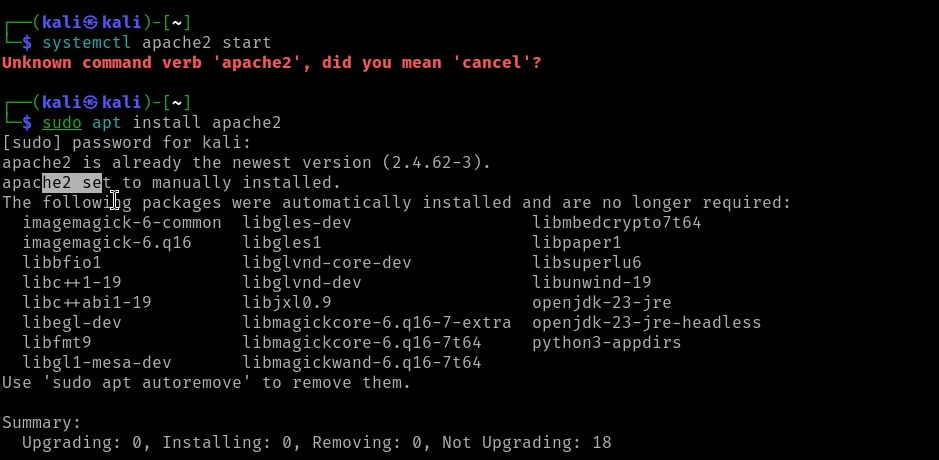 ┌──(kali㉿kali)-[~]
└─$ systemctl apache2 start
Unknown command verb 'apache2', did you mean 'cancel'?
┌──(kali㉿kali)-[~]
└─$ sudo apt install apache2
[sudo] password for kali:
apache2 is already the newest version (2.4.62-3).
apache2 set to manually installed.
The following packages were automatically installed and are no longer required:
  imagemagick-6-common  libgles-dev                  libmbedcrypto7t64
  imagemagick-6.q16     libgles1                     libpaper1
  libbfio1              libglvnd-core-dev            libsuperlu6
  libc++1-19            libglvnd-dev                 libunwind-19
  libc++abi1-19         libjxl0.9                    openjdk-23-jre
  libegl-dev            libmagickcore-6.q16-7-extra  openjdk-23-jre-headless
  libfmt9               libmagickcore-6.q16-7t64     python3-appdirs
  libgl1-mesa-dev       libmagickwand-6.q16-7t64
Use 'sudo apt autoremove' to remove them.
Summary:
  Upgrading: 0, Installing: 0, Removing: 0, Not Upgrading: 18